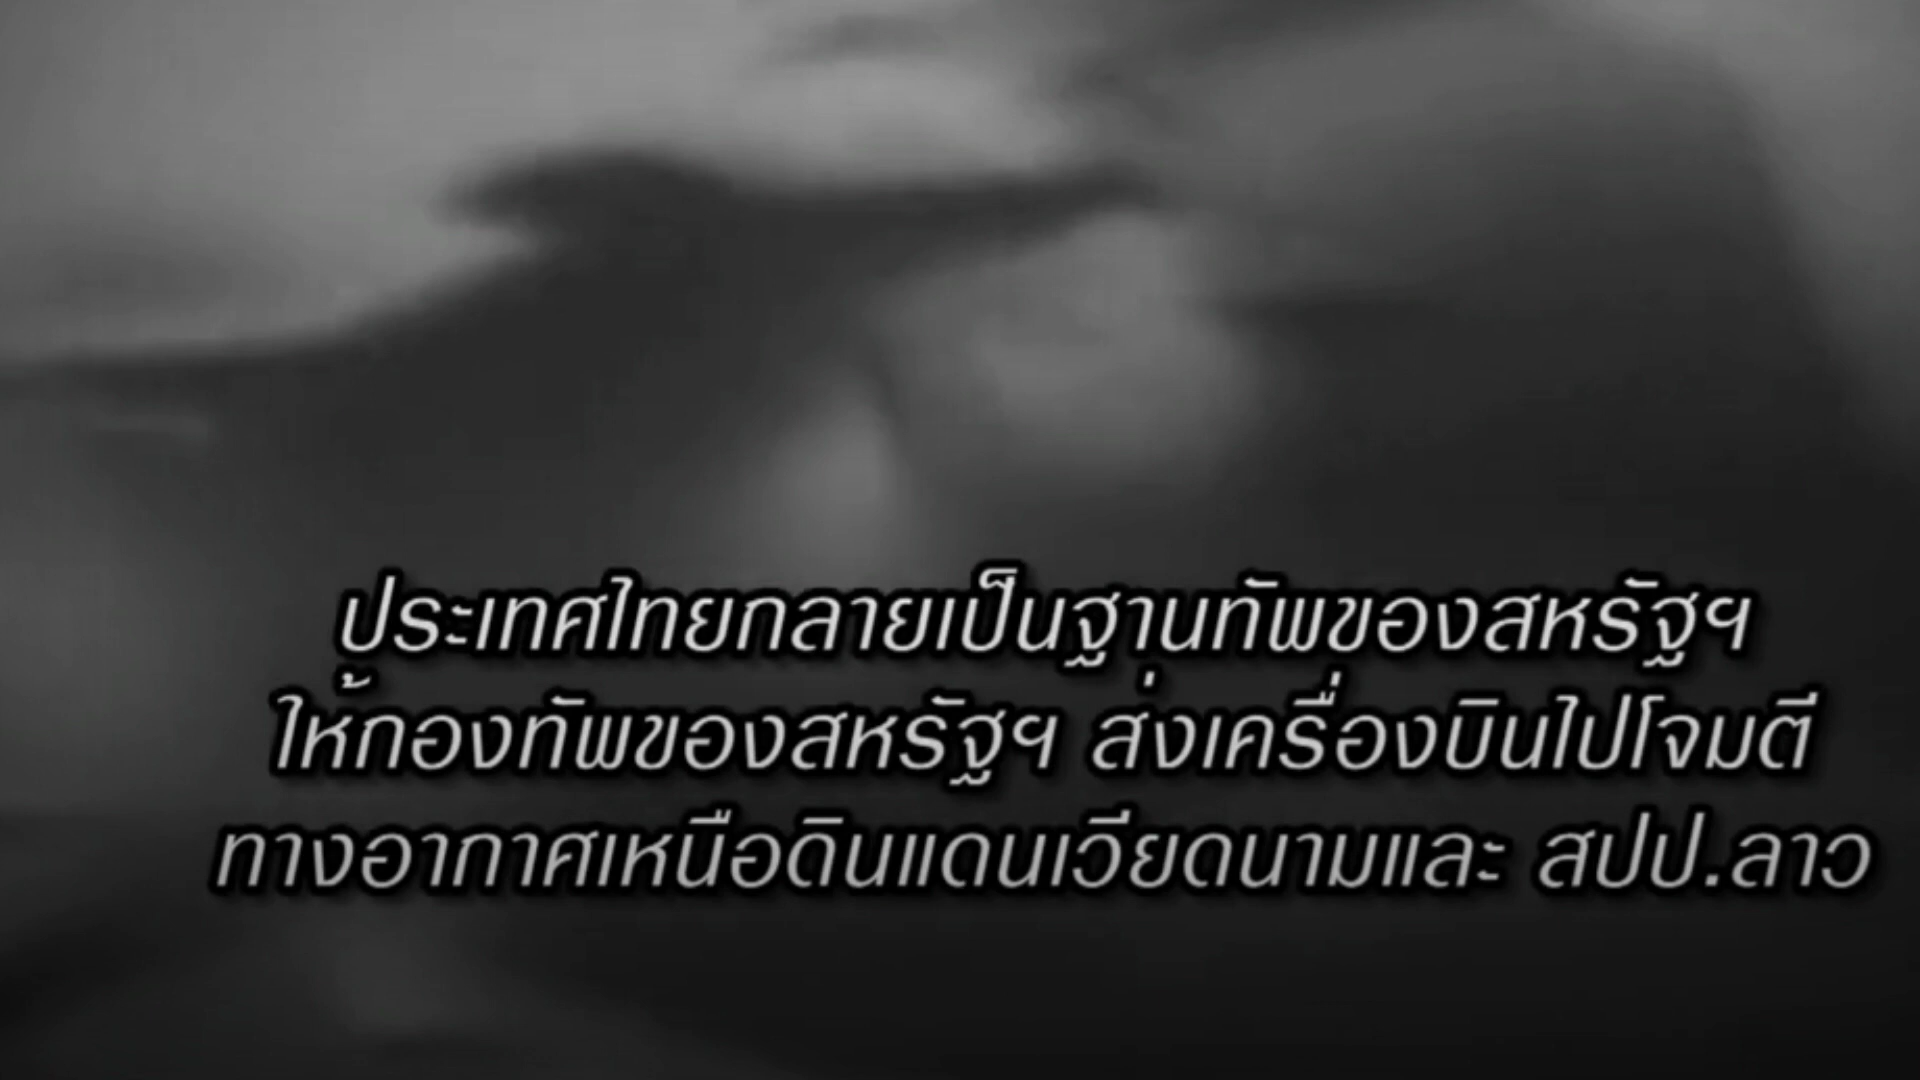 ประเทศไทยกลายเป็นฐานทัพของสหรัฐฯ
ให้กองทัพของสหรัฐฯ ส่งเครื่องบินไปโจมตี
ทางอากาศเหนือดินแดนเวียดนามและ สปป.ลาว